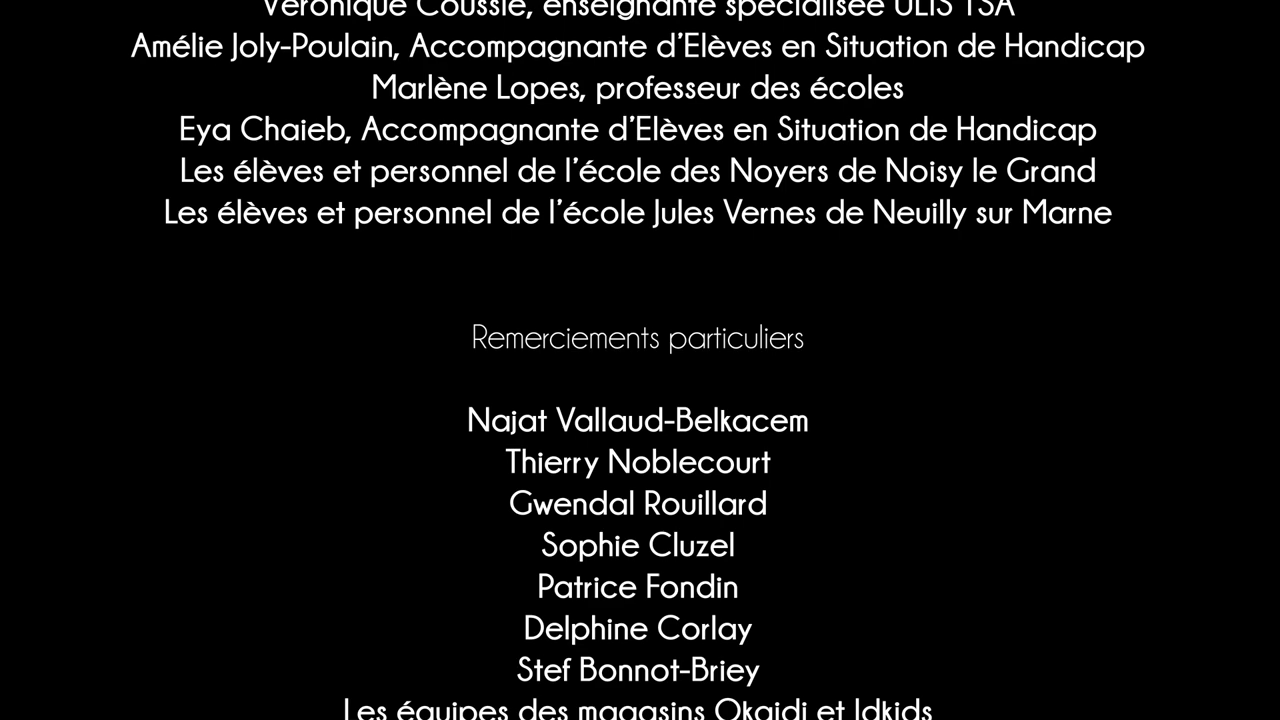 Véronique Coussie, enseignante spécialisée ULIS TSA
Amélie Joly-Poulain, Accompagnante d'Elèves en Situation de Handicap
Marlène Lopes, professeur des écoles
Eya Chaieb, Accompagnante d'Elèves en Situation de Handicap
Les élèves et personnel de l'école des Noyers de Noisy le Grand
Les élèves et personnel de l'école Jules Vernes de Neuilly sur Marne
Remerciements particuliers
Najat Vallaud-Belkacem
Thierry Noblecourt
Gwendal Rouillard
Sophie Cluzel
Patrice Fondin
Delphine Corlay
Stef Bonnot-Briey
Les équipes des magasins Okaidi et Idkids